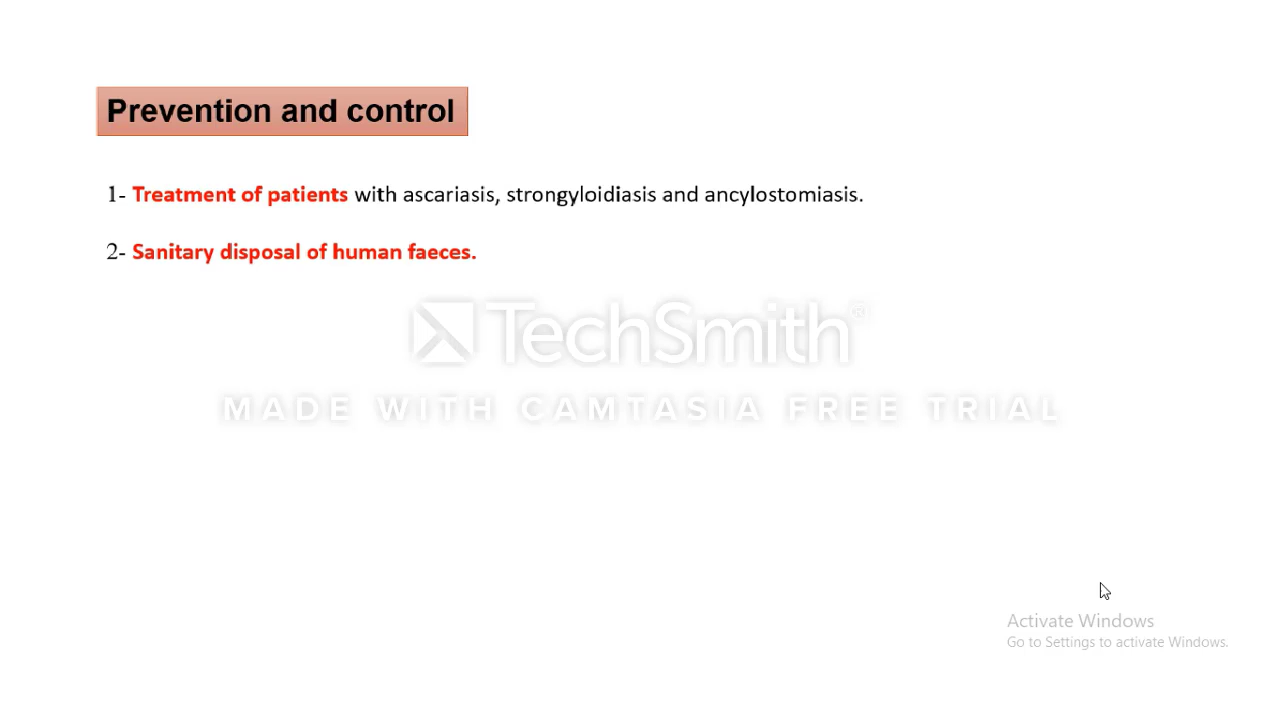 Prevention and control
1- Treatment of patients with ascariasis, strongyloidiasis and ancylostomiasis.
2- Sanitary disposal of human faeces.
TechSmith®
MADE WITH CAMTASIA FREE TRIAL
Activate Windows
Go to Settings to activate Windows.